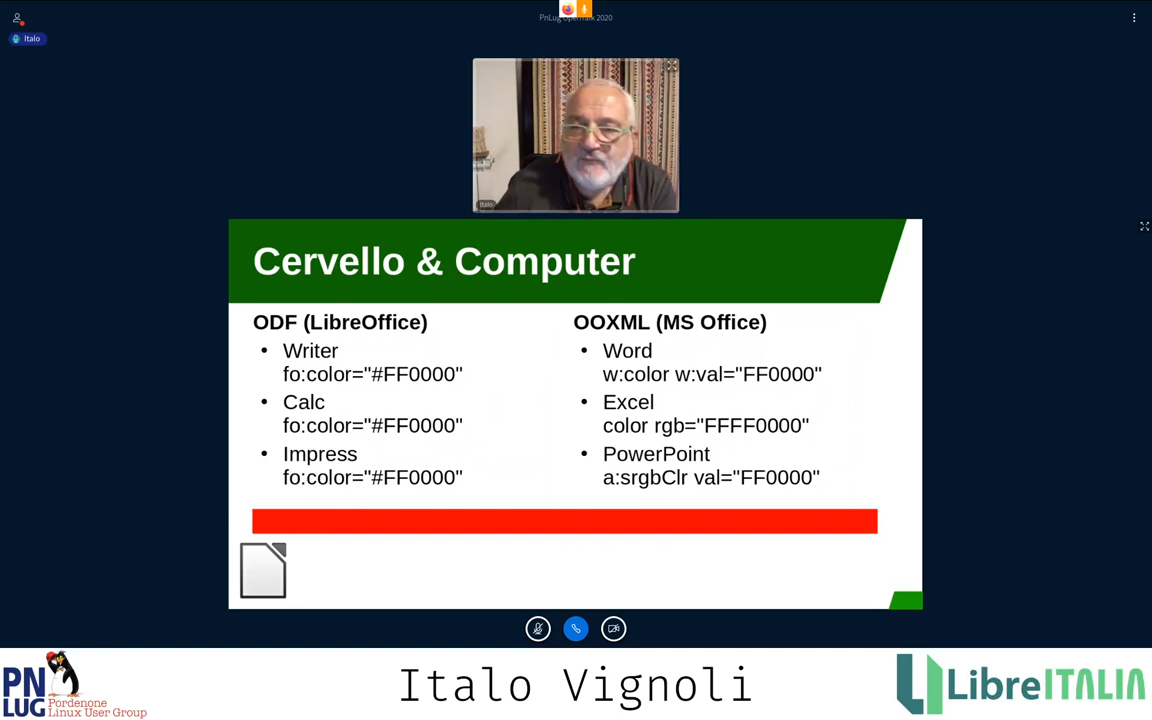 PnLug OpenTalk 2020
Italo
Italo
Cervello & Computer
ODF (LibreOffice)
• Writer
fo:color="#FF0000"
• Calc
fo:color="#FF0000"
• Impress
fo:color="#FF0000"
OOXML (MS Office)
• Word
w:color w:val="FF0000"
• Excel
color rgb="FFFF0000"
• PowerPoint
a:srgbClr val="FF0000"
PN
LUG
Pordenone
Linux User Group
Italo Vignoli
LibreITALIA